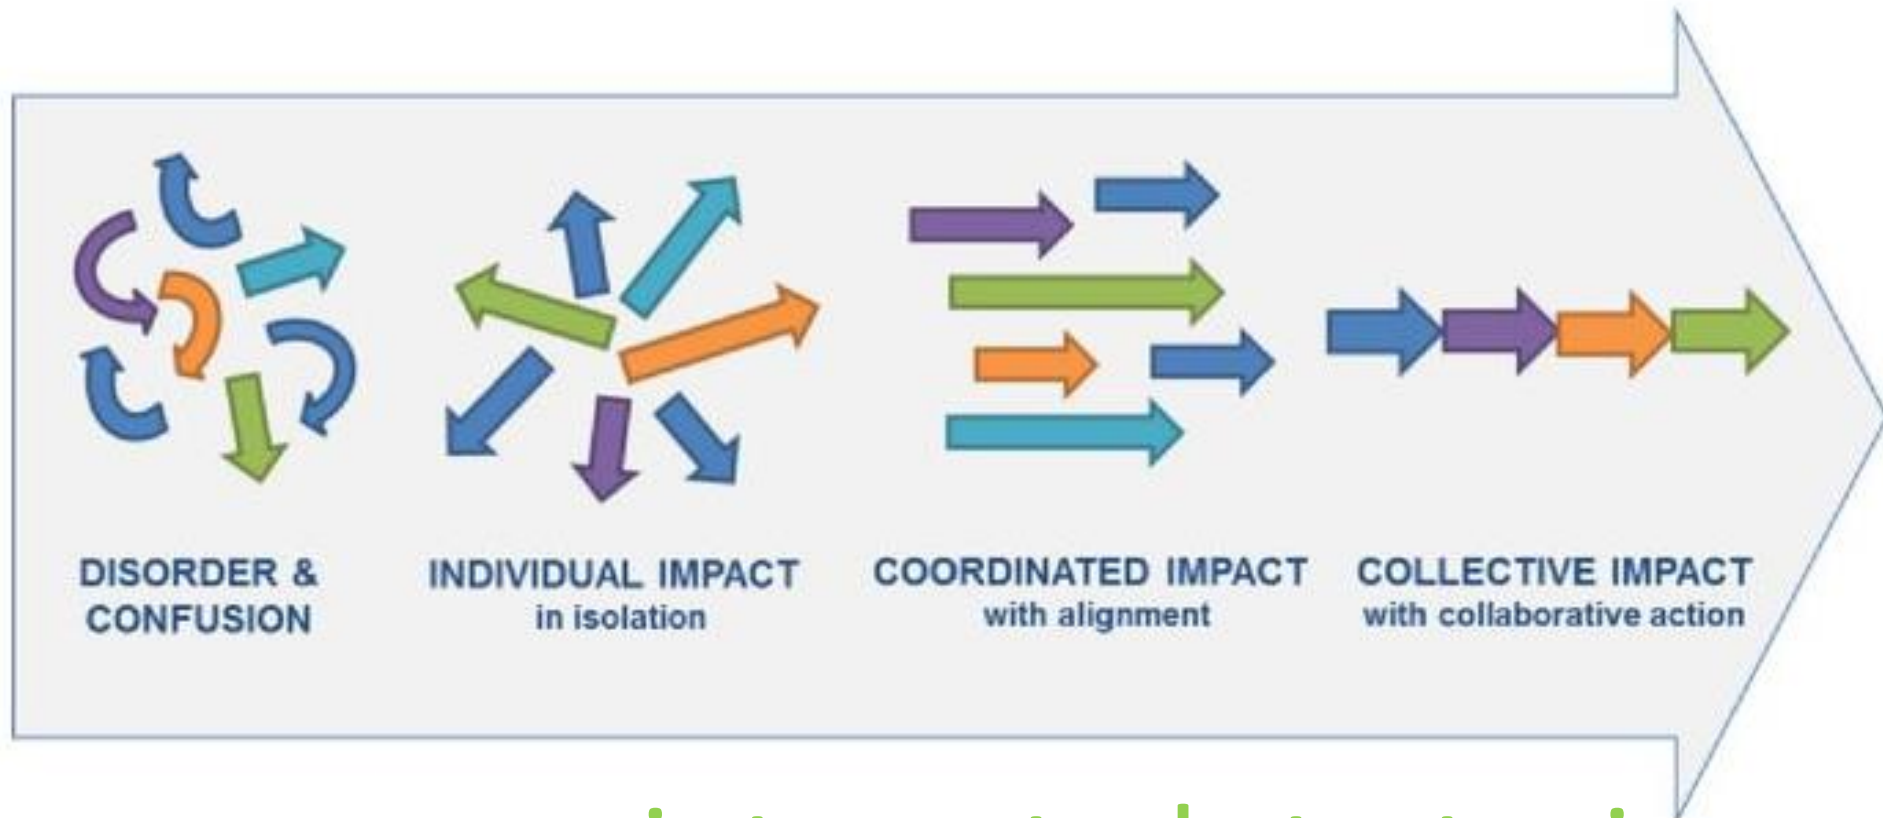 DISORDER &
CONFUSION
INDIVIDUAL IMPACT
in isolation
COORDINATED IMPACT
with alignment
COLLECTIVE IMPACT
with collaborative action